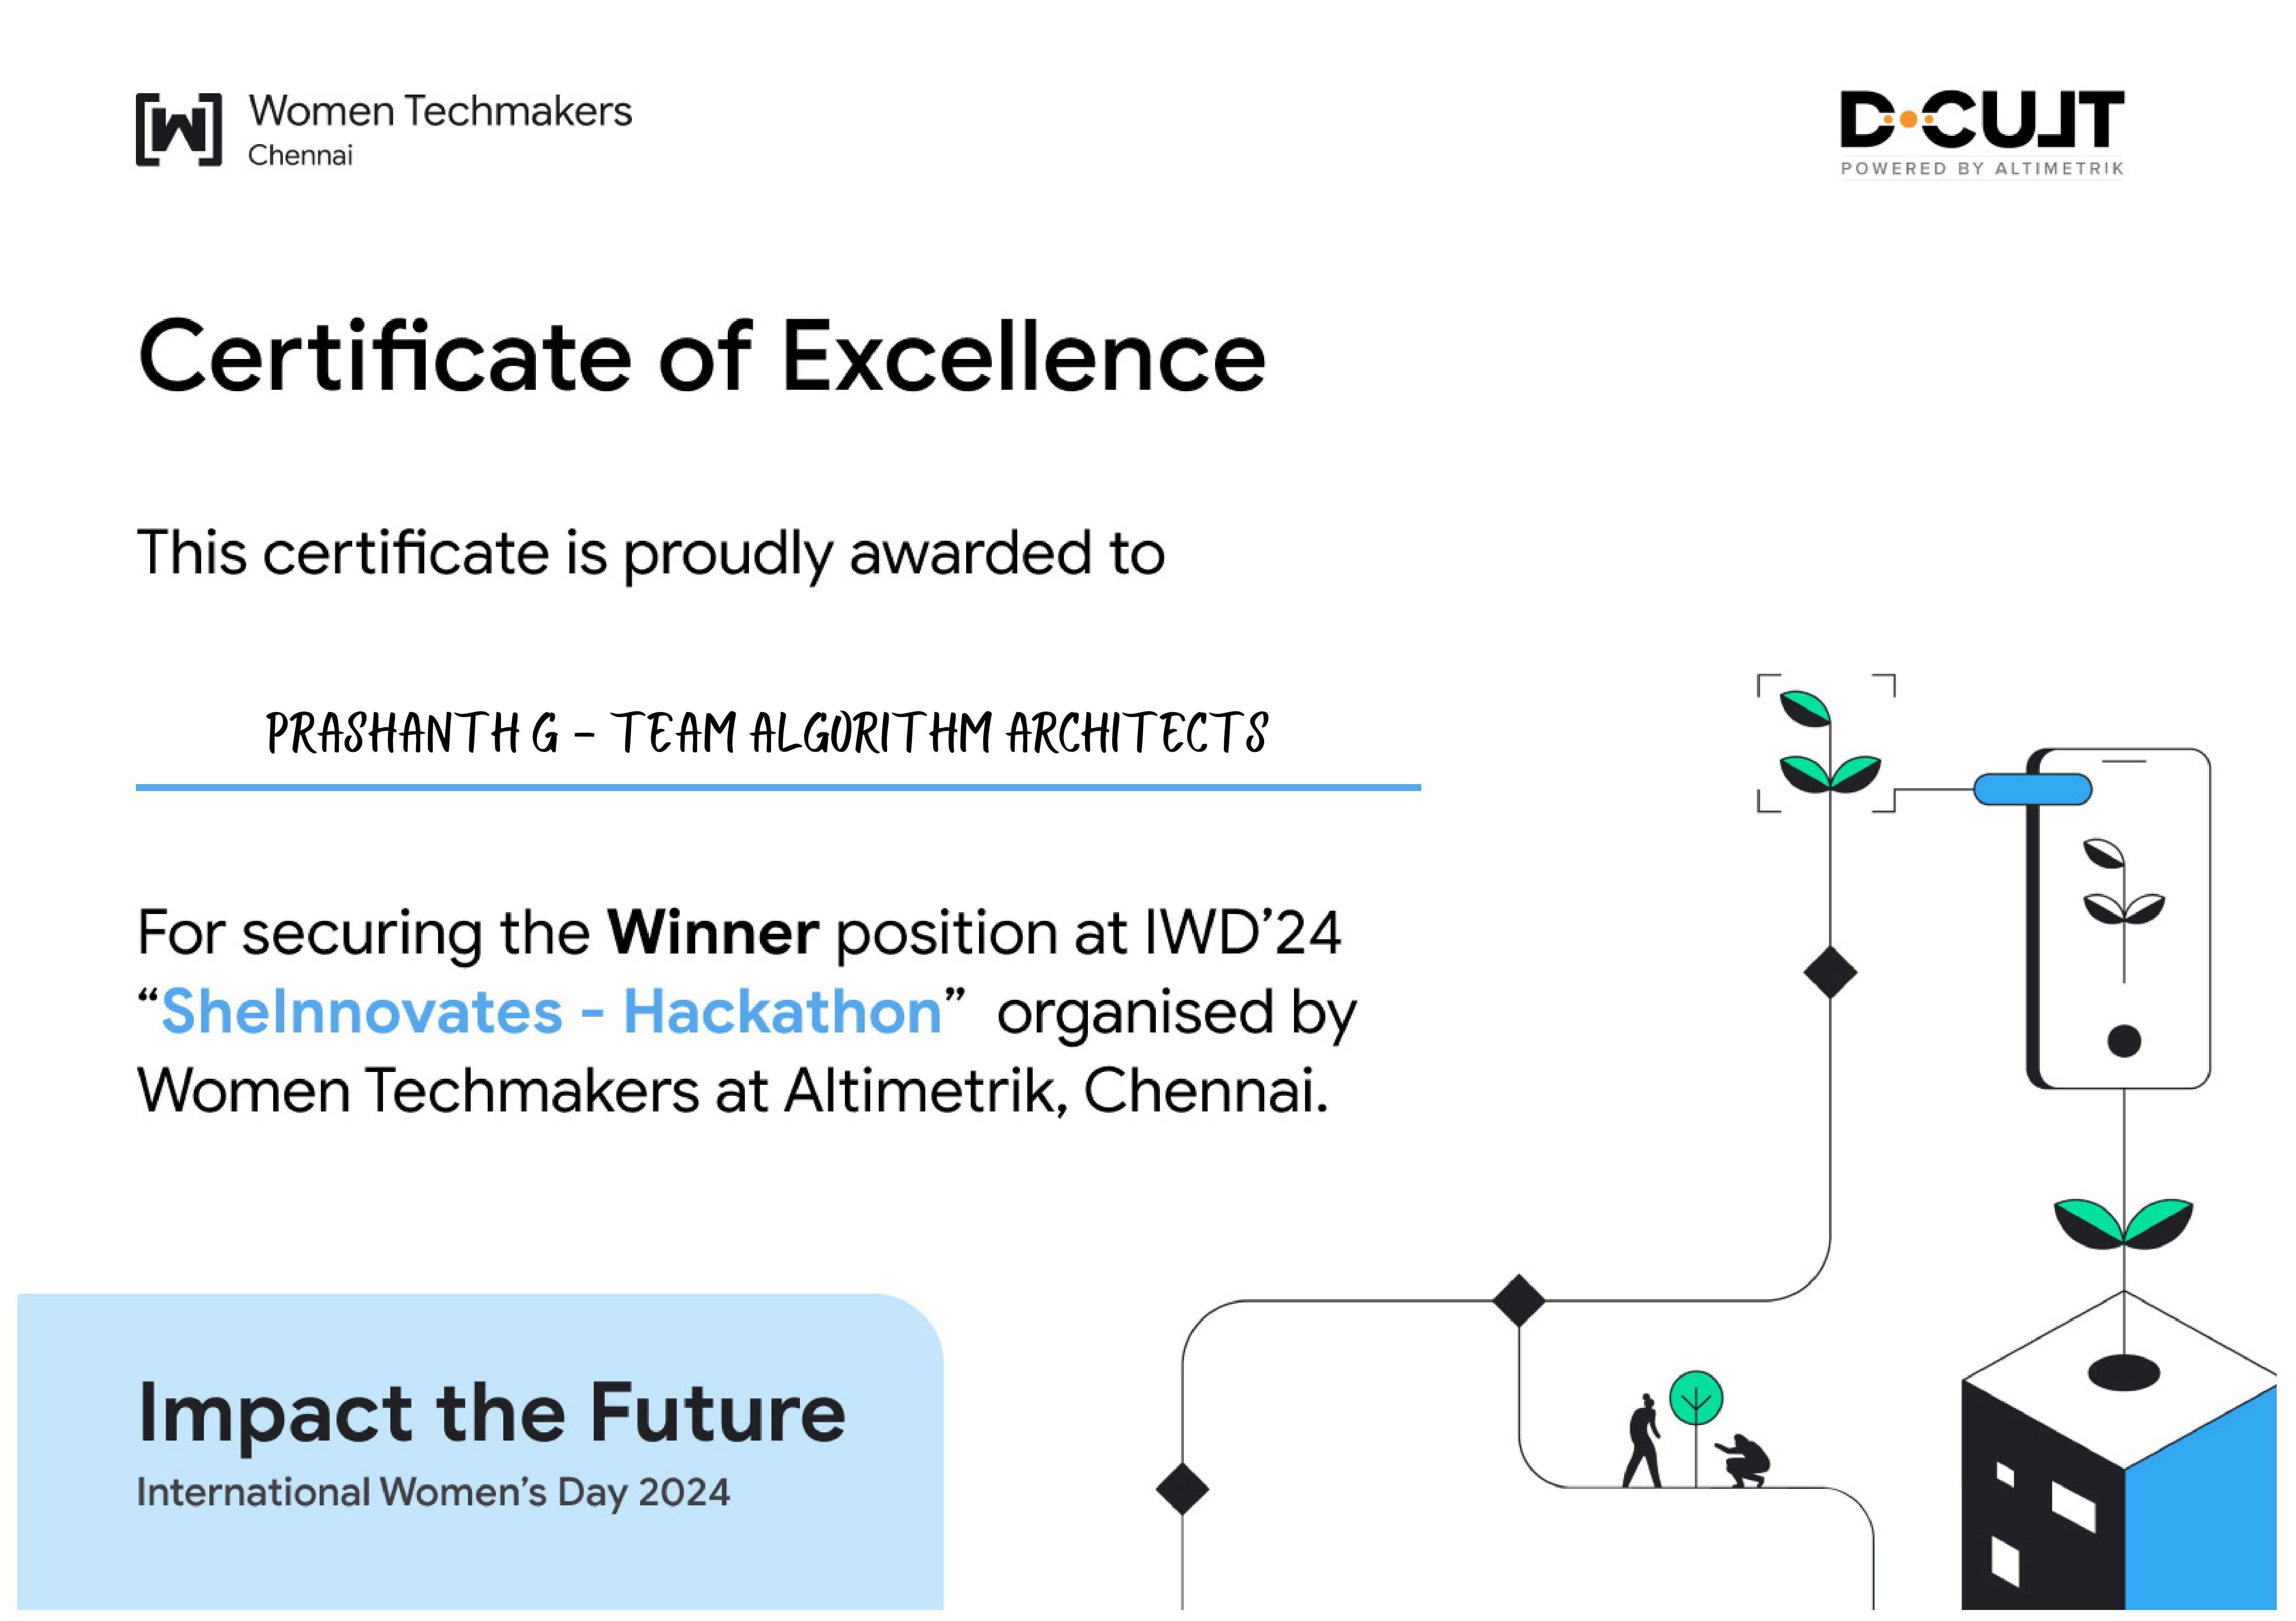 Women Techmakers
Chennai
D•CULT
POWERED BY ALTIMETRIK
Certificate of Excellence
This certificate is proudly awarded to
PRASHANTH G - TEAM ALGORITHM ARCHITECTS
For securing the Winner position at IWD’24
“SheInnovates - Hackathon” organised by
Women Techmakers at Altimetrik, Chennai.
Impact the Future
International Women’s Day 2024